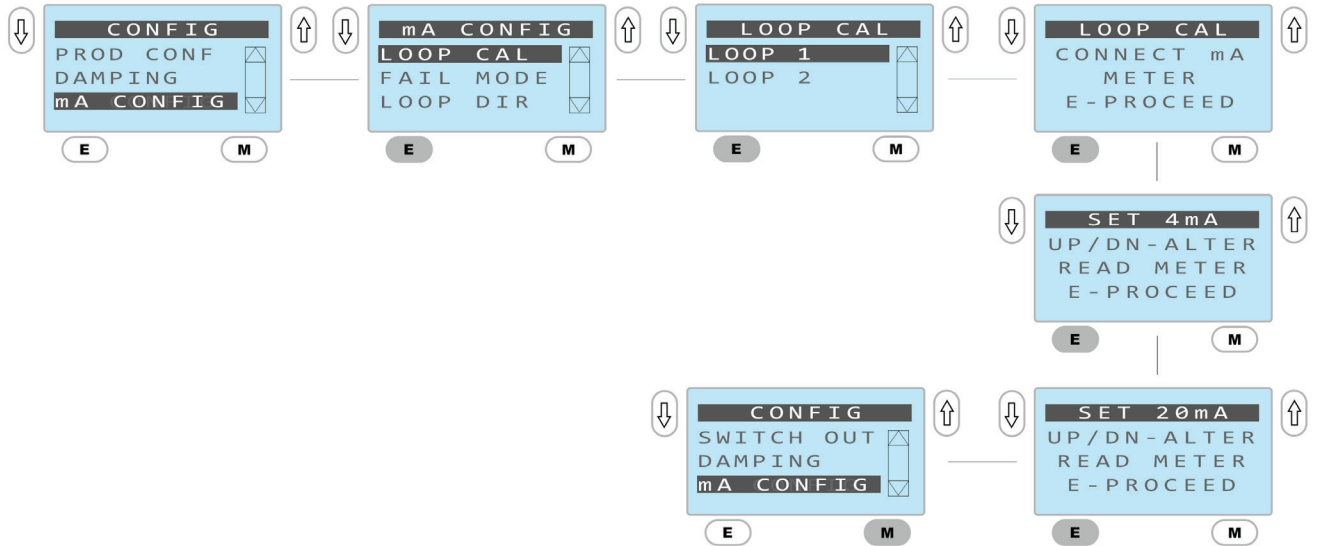 CONFIG
PROD CONF
DAMPING
mA CONFIG
E
M
mA CONFIG
LOOP CAL
FAIL MODE
LOOP DIR
E
M
LOOP CAL
LOOP 1
LOOP 2
E
M
LOOP CAL
CONNECT mA
METER
E-PROCEED
E
M
SET 4mA
UP/DN-ALTER
READ METER
E-PROCEED
E
M
CONFIG
SWITCH OUT
DAMPING
mA CONFIG
E
M
SET 20mA
UP/DN-ALTER
READ METER
E-PROCEED
E
M